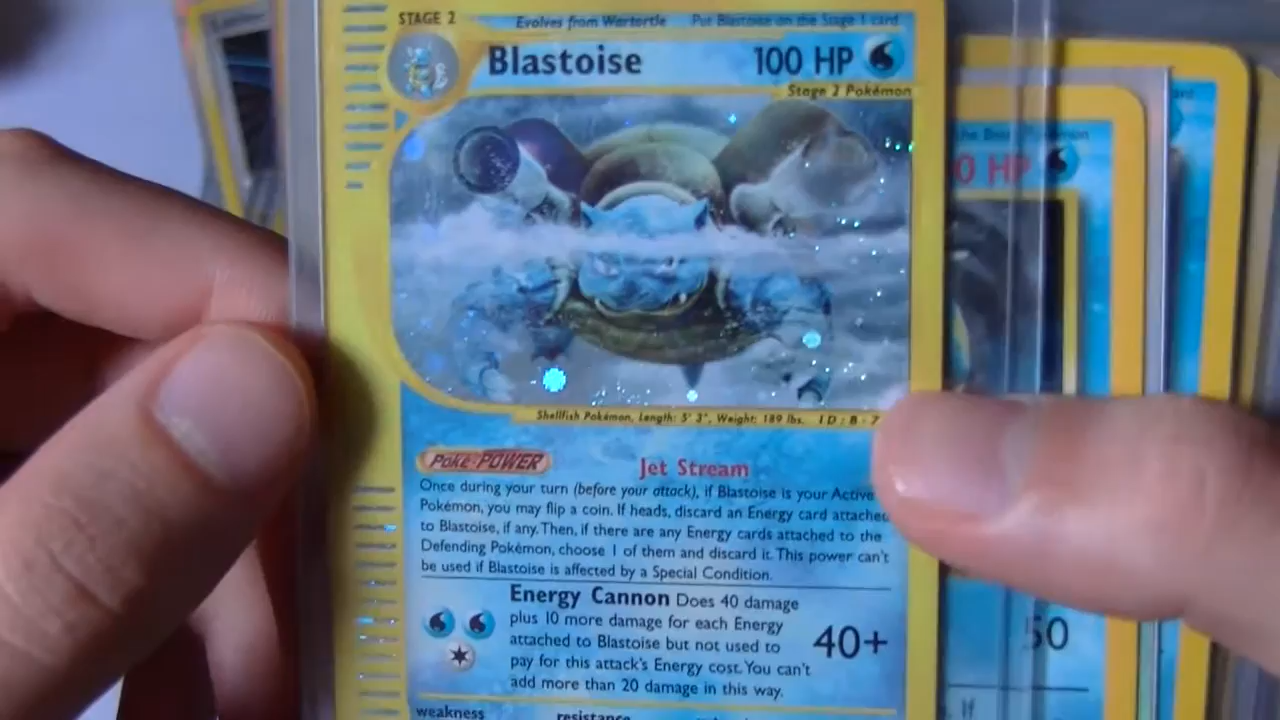 STAGE 2 Evolves from Wartortle Put Blastoise on the Stage 1 card
Blastoise 100 HP
Stage 2 Pokémon
Shellfish Pokémon, Length: 5' 3", Weight: 189 lbs. ID: B-7
Poké-POWER Jet Stream
Once during your turn (before your attack), if Blastoise is your Active
Pokémon, you may flip a coin. If heads, discard an Energy card attached
to Blastoise, if any. Then, if there are any Energy cards attached to the
Defending Pokémon, choose 1 of them and discard it. This power can't
be used if Blastoise is affected by a Special Condition.
Energy Cannon Does 40 damage
plus 10 more damage for each Energy
attached to Blastoise but not used to
pay for this attack's Energy cost. You can't
add more than 20 damage in this way.
40+
weakness resistance
0 HP
50
If